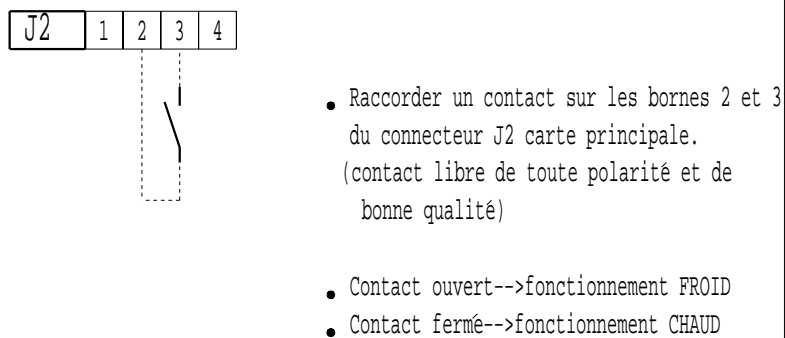 J2 1 2 3 4
• Raccorder un contact sur les bornes 2 et 3
du connecteur J2 carte principale.
(contact libre de toute polarité et de
bonne qualité)
• Contact ouvert-->fonctionnement FROID
• Contact fermé-->fonctionnement CHAUD